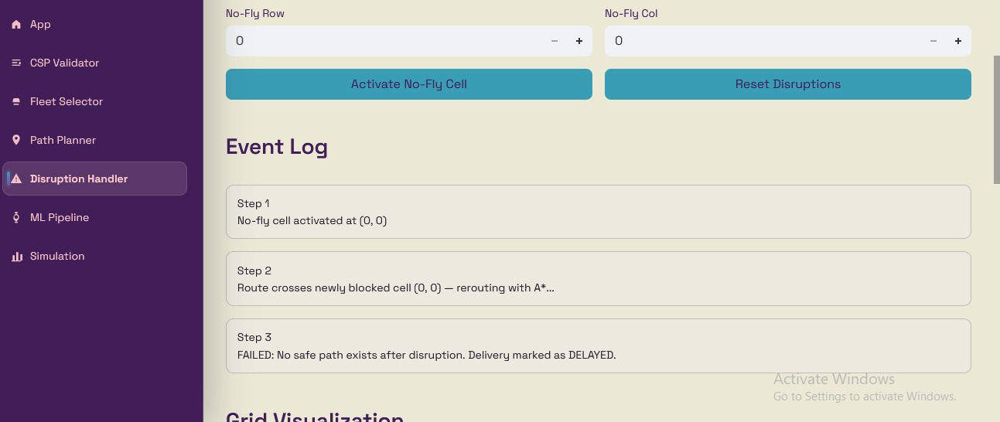 App
CSP Validator
Fleet Selector
Path Planner
Disruption Handler
ML Pipeline
Simulation
No-Fly Row
No-Fly Col
0
0
Activate No-Fly Cell
Reset Disruptions
Event Log
Step 1
No-fly cell activated at (0, 0)
Step 2
Route crosses newly blocked cell (0, 0) — rerouting with A*...
Step 3
FAILED: No safe path exists after disruption. Delivery marked as DELAYED.
Activate Windows
Go to Settings to activate Windows.
Grid Visualization